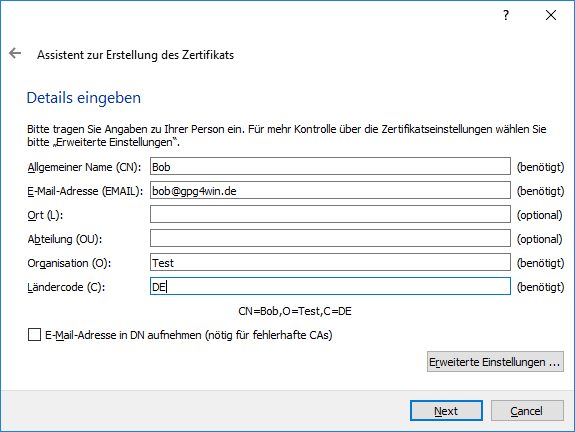 ?
Assistent zur Erstellung des Zertifikats
Details eingeben
Bitte tragen Sie Angaben zu Ihrer Person ein. Für mehr Kontrolle über die Zertifikatseinstellungen wählen Sie
bitte „Erweiterte Einstellungen“.
Allgemeiner Name (CN): Bob (benötigt)
E-Mail-Adresse (EMAIL): bob@gpg4win.de (benötigt)
Ort (L): (optional)
Abteilung (OU): (optional)
Organisation (O): Test (benötigt)
Ländercode (C): DE (benötigt)
CN=Bob,O=Test,C=DE
E-Mail-Adresse in DN aufnehmen (nötig für fehlerhafte CAs)
Erweiterte Einstellungen ...
Next Cancel